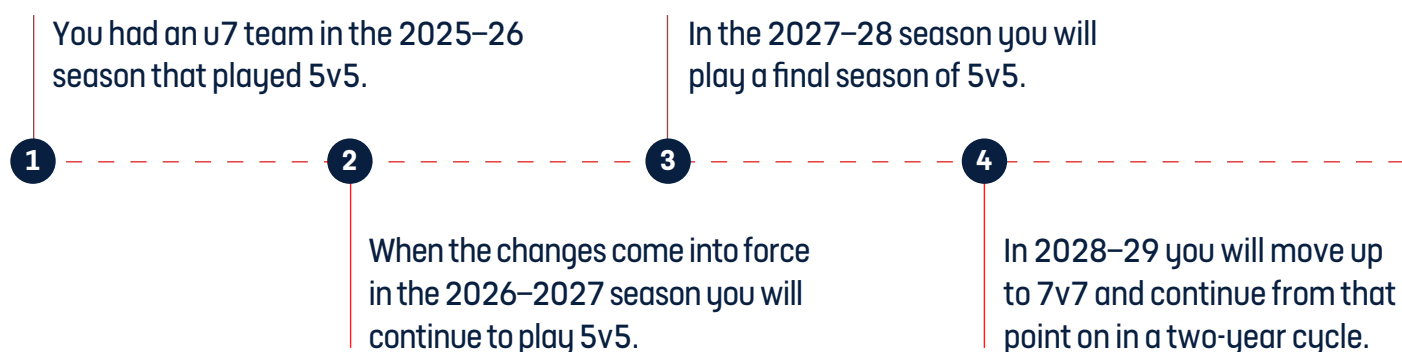 You had an u7 team in the 2025–26
season that played 5v5.
In the 2027–28 season you will
play a final season of 5v5.
1
2
3
4
When the changes come into force
in the 2026–2027 season you will
continue to play 5v5.
In 2028–29 you will move up
to 7v7 and continue from that
point on in a two-year cycle.